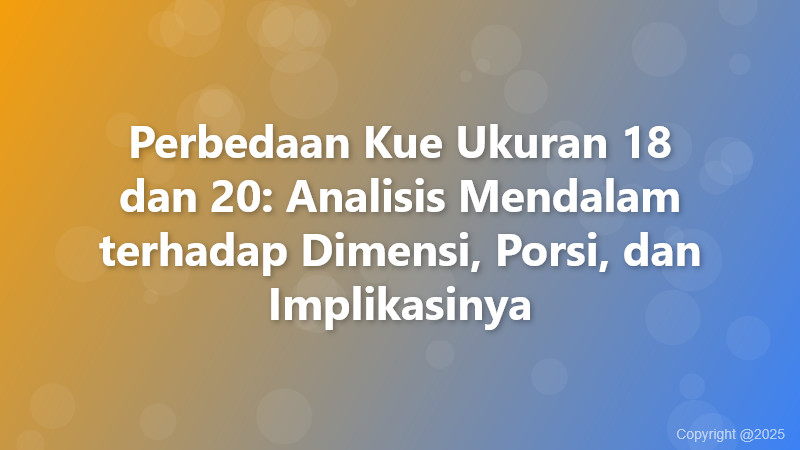 Perbedaan Kue Ukuran 18
dan 20: Analisis Mendalam
terhadap Dimensi, Porsi, dan
Implikasinya
Copyright @2025